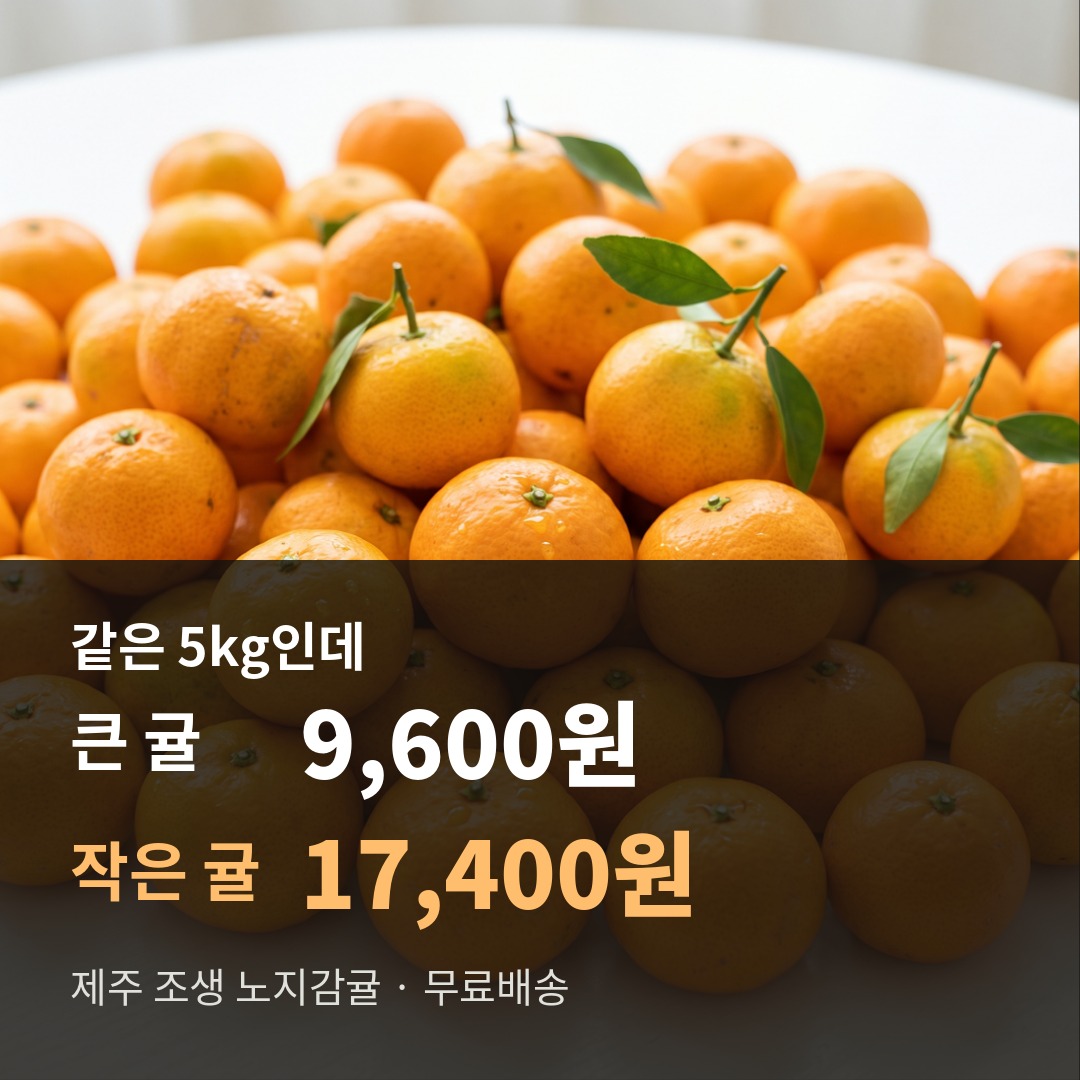 같은 5kg인데
큰 귤 9,600원
작은 귤 17,400원
제주 조생 노지감귤 · 무료배송